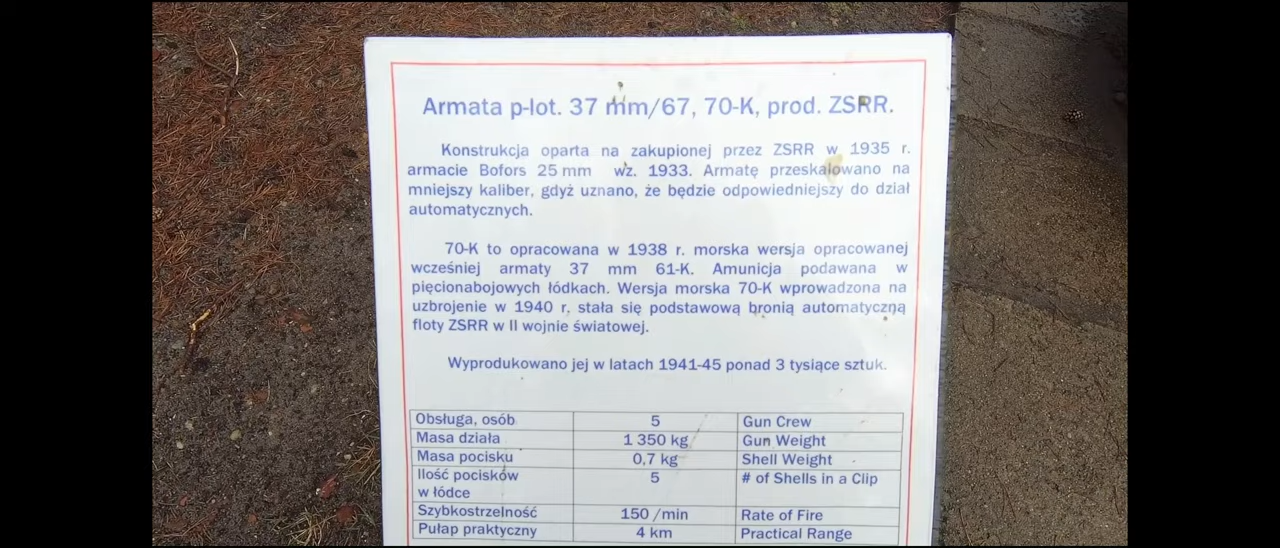 Armata p-lot. 37 mm/67, 70-K, prod. ZSRR.
Konstrukcja oparta na zakupionej przez ZSRR w 1935 r.
armacie Bofors 25 mm wz. 1933. Armatę przeskalowano na
mniejszy kaliber, gdyż uznano, że będzie odpowiedniejszy do dział
automatycznych.
70-K to opracowana w 1938 r. morska wersja opracowanej
wcześniej armaty 37 mm 61-K. Amunicja podawana w
pięcionabojowych łódkach. Wersja morska 70-K wprowadzona na
uzbrojenie w 1940 r. stała się podstawową bronią automatyczną
floty ZSRR w II wojnie światowej.
Wyprodukowano jej w latach 1941-45 ponad 3 tysiące sztuk.
Obsługa, osób 5 Gun Crew
Masa działa 1 350 kg Gun Weight
Masa pocisku 0,7 kg Shell Weight
Ilość pocisków 5 # of Shells in a Clip
w łódce
Szybkostrzelność 150 /min Rate of Fire
Pułap praktyczny 4 km Practical Range